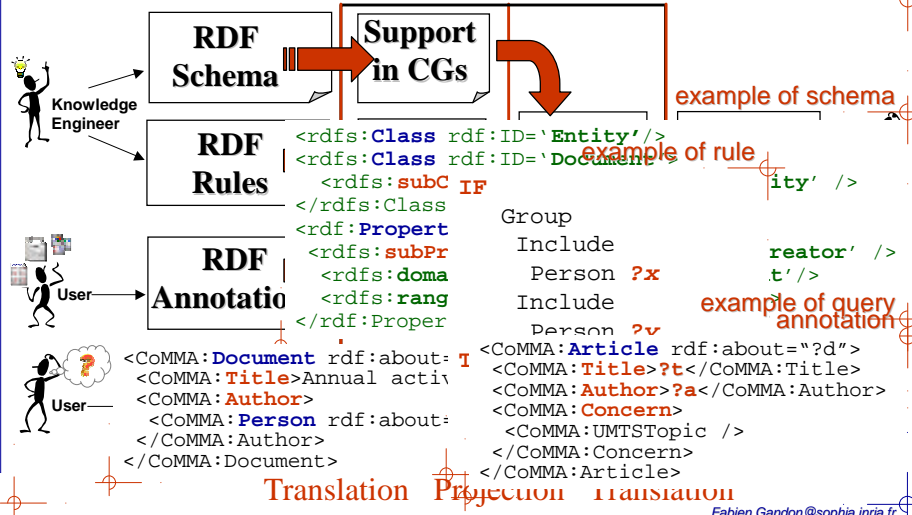 RDF
Schema
Support
in CGs
Knowledge
Engineer
example of schema
RDF
Rules
<rdfs:Class rdf:ID='Entity'/>
<rdfs:Class rdf:ID='Document'>
<rdfs:subC
ity' />
</rdfs:Class
<rdf:Propert
<rdfs:subPr
reator' />
<rdfs:doma
t'/>
<rdfs:rang
</rdf:Proper
example of rule
IF
Group
Include
Person ?x
Include
Person ?y
T
RDF
Annotatio
User
example of query
annotation
<CoMMA:Document rdf:about=
<CoMMA:Title>Annual activ
<CoMMA:Author>
<CoMMA:Person rdf:about=
</CoMMA:Author>
</CoMMA:Document>
<CoMMA:Article rdf:about="?d">
<CoMMA:Title>?t</CoMMA:Title>
<CoMMA:Author>?a</CoMMA:Author>
<CoMMA:Concern>
<CoMMA:UMTSTopic />
</CoMMA:Concern>
</CoMMA:Article>
?
User
Translation Projection Translation
Fabien.Gandon@sophia.inria.fr